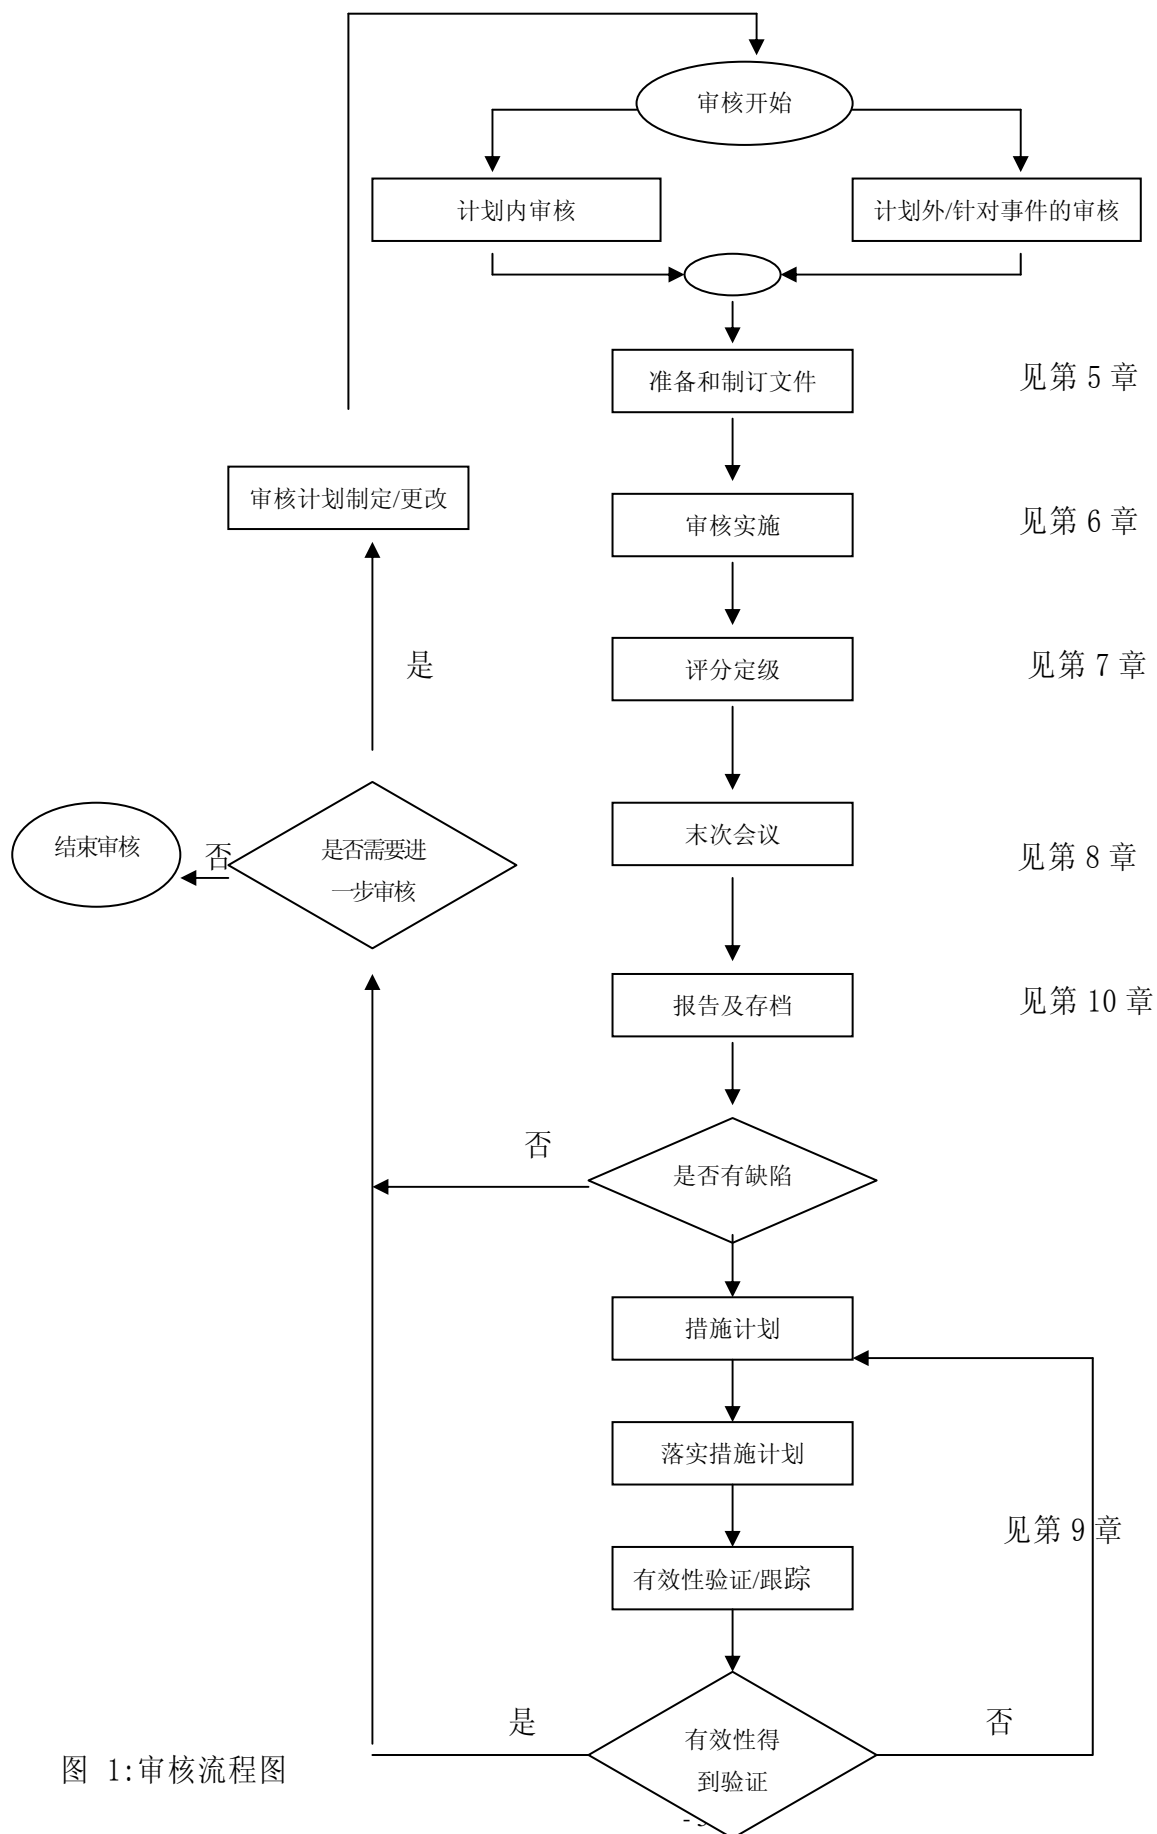 审核开始
计划内审核
计划外/针对事件的审核
准备和制订文件
见第 5 章
审核计划制定/更改
审核实施
见第 6 章
是
评分定级
见第 7 章
结束审核
否
是否需要进
一步审核
末次会议
见第 8 章
报告及存档
见第 10 章
否
是否有缺陷
措施计划
落实措施计划
见第 9 章
有效性验证/跟踪
是
有效性得
到验证
否
图 1:审核流程图